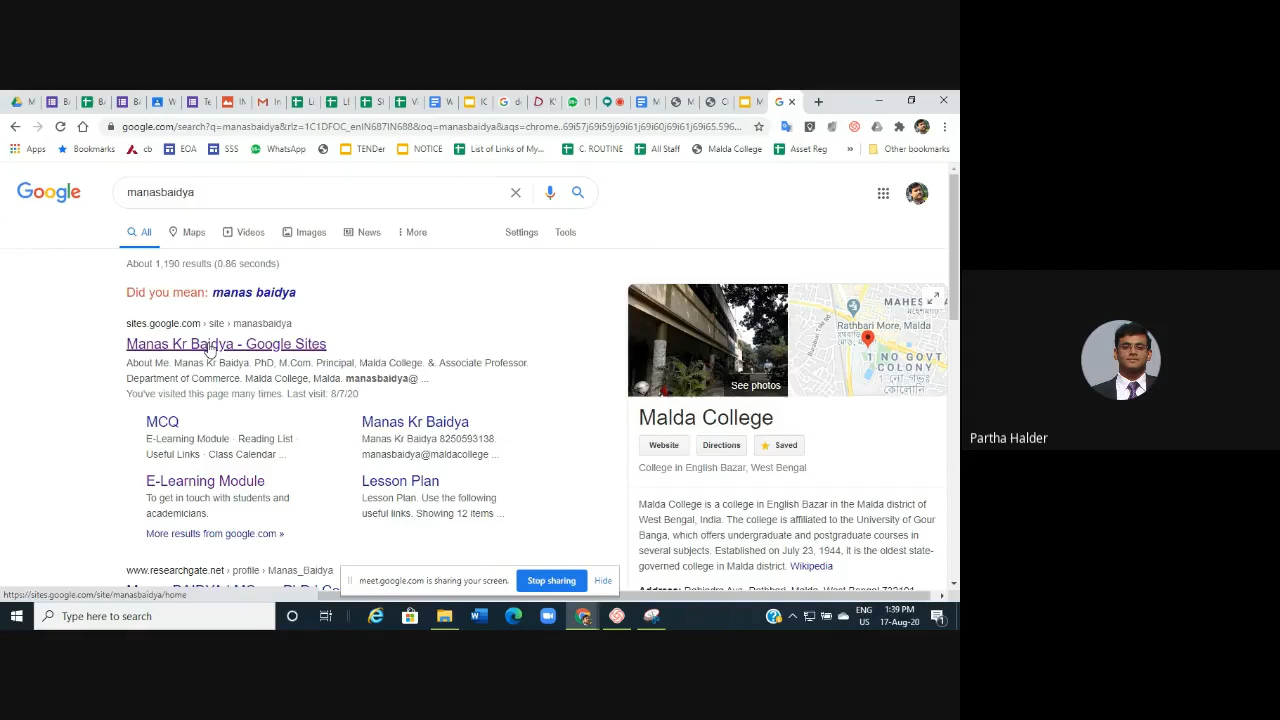 google.com/search?q=manasbaidya&rlz=1C1DFOC_enIN687IN688&oq=manasbaidya&aqs=chrome..69i57j69i59j69i61j69i60j69i61j69i65.596...
Apps Bookmarks cb EOA SSS WhatsApp TENDer NOTICE List of Links of My... C. ROUTINE All Staff Malda College Asset Reg » Other bookmarks
Google
manasbaidya
All Maps Videos Images News More Settings Tools
About 1,190 results (0.86 seconds)
Did you mean: manas baidya
sites.google.com › site › manasbaidya
Manas Kr Baidya - Google Sites
About Me. Manas Kr Baidya. PhD, M.Com. Principal, Malda College. & Associate Professor.
Department of Commerce. Malda College, Malda. manasbaidya@ ...
You've visited this page many times. Last visit: 8/7/20
MCQ
E-Learning Module · Reading List ·
Useful Links · Class Calendar ...
Manas Kr Baidya
Manas Kr Baidya 8250593138.
manasbaidya@maldacollege ...
E-Learning Module
To get in touch with students and
academicians.
Lesson Plan
Lesson Plan. Use the following
useful links. Showing 12 items ...
More results from google.com »
www.researchgate.net › profile › Manas_Baidya
See photos
Rathbari More, Malda
1 NO GOVT
COLONY
Malda College
Website Directions Saved
College in English Bazar, West Bengal
Malda College is a college in English Bazar in the Malda district of
West Bengal, India. The college is affiliated to the University of Gour
Banga, which offers undergraduate and postgraduate courses in
several subjects. Established on July 23, 1944, it is the oldest state-
governed college in Malda district. Wikipedia
meet.google.com is sharing your screen. Stop sharing Hide
https://sites.google.com/site/manasbaidya/home
Type here to search
ENG
US
1:39 PM
17-Aug-20
Partha Halder